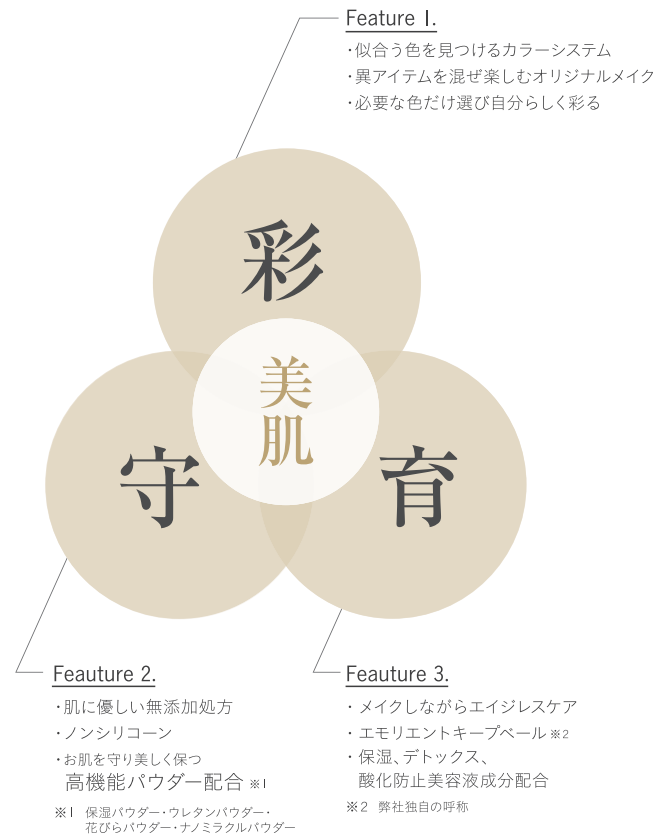 Feature 1.
・似合う色を見つけるカラーシステム
・異アイテムを混ぜ楽しむオリジナルメイク
・必要な色だけ選び自分らしく彩る
彩
美
肌
守
育
Feauture 2.
・肌に優しい無添加処方
・ノンシリコーン
・お肌を守り美しく保つ
高機能パウダー配合 ※1
※1 保湿パウダー・ウレタンパウダー・
花びらパウダー・ナノミラクルパウダー
Feauture 3.
・メイクしながらエイジレスケア
・エモリエントキープベール ※2
・保湿、デトックス、
酸化防止美容液成分配合
※2 弊社独自の呼称